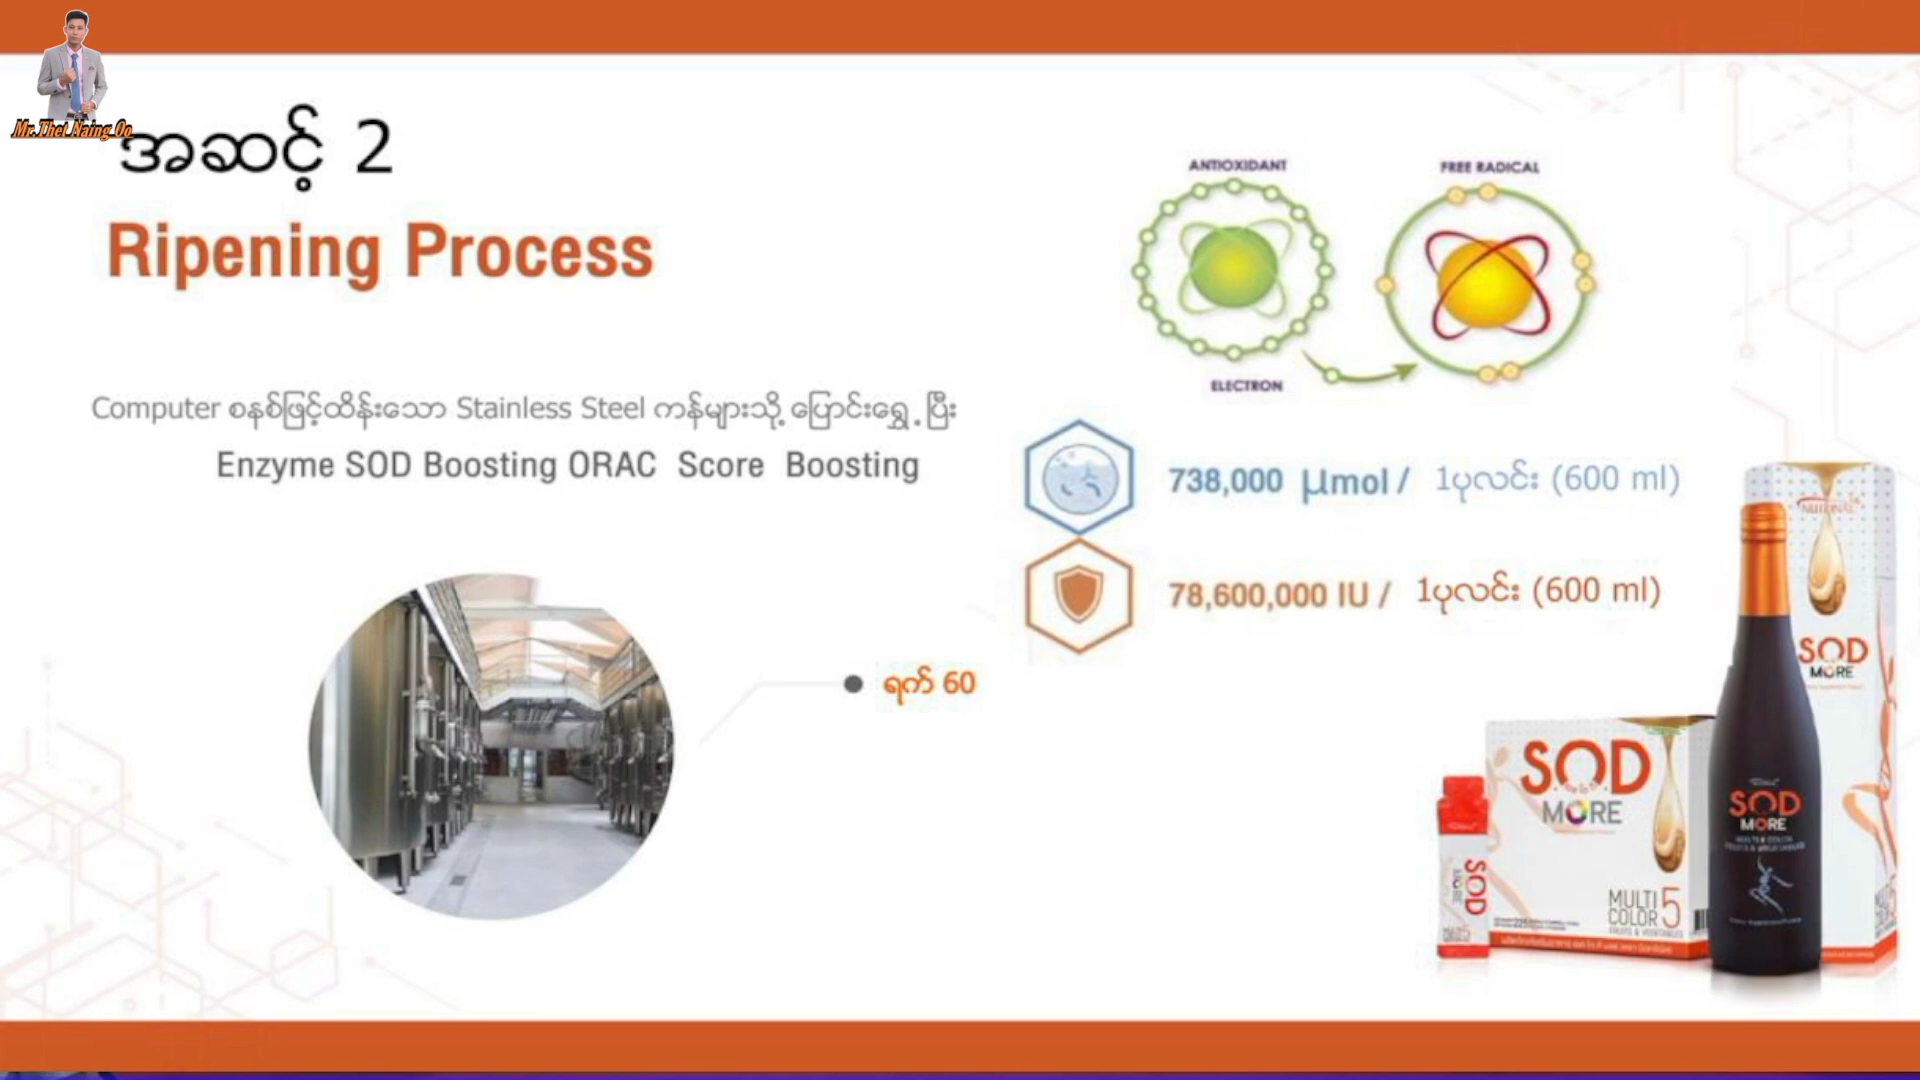 Mr.Thet Naing Oo
အဆင့် 2
Ripening Process
Computer စနစ်ဖြင့်ထိန်းသော Stainless Steel ကန်များသို့ ပြောင်းရွှေ့ပြီး
Enzyme SOD Boosting ORAC Score Boosting
ရက် 60
ANTIOXIDANT
FREE RADICAL
ELECTRON
738,000 μmol / 1ပုလင်း (600 ml)
78,600,000 IU / 1ပုလင်း (600 ml)
SOD
MORE
SOD
MORE
MULTI 5
COLOR
FRUITS & VEGETABLES
SOD
MORE
SOD
MORE